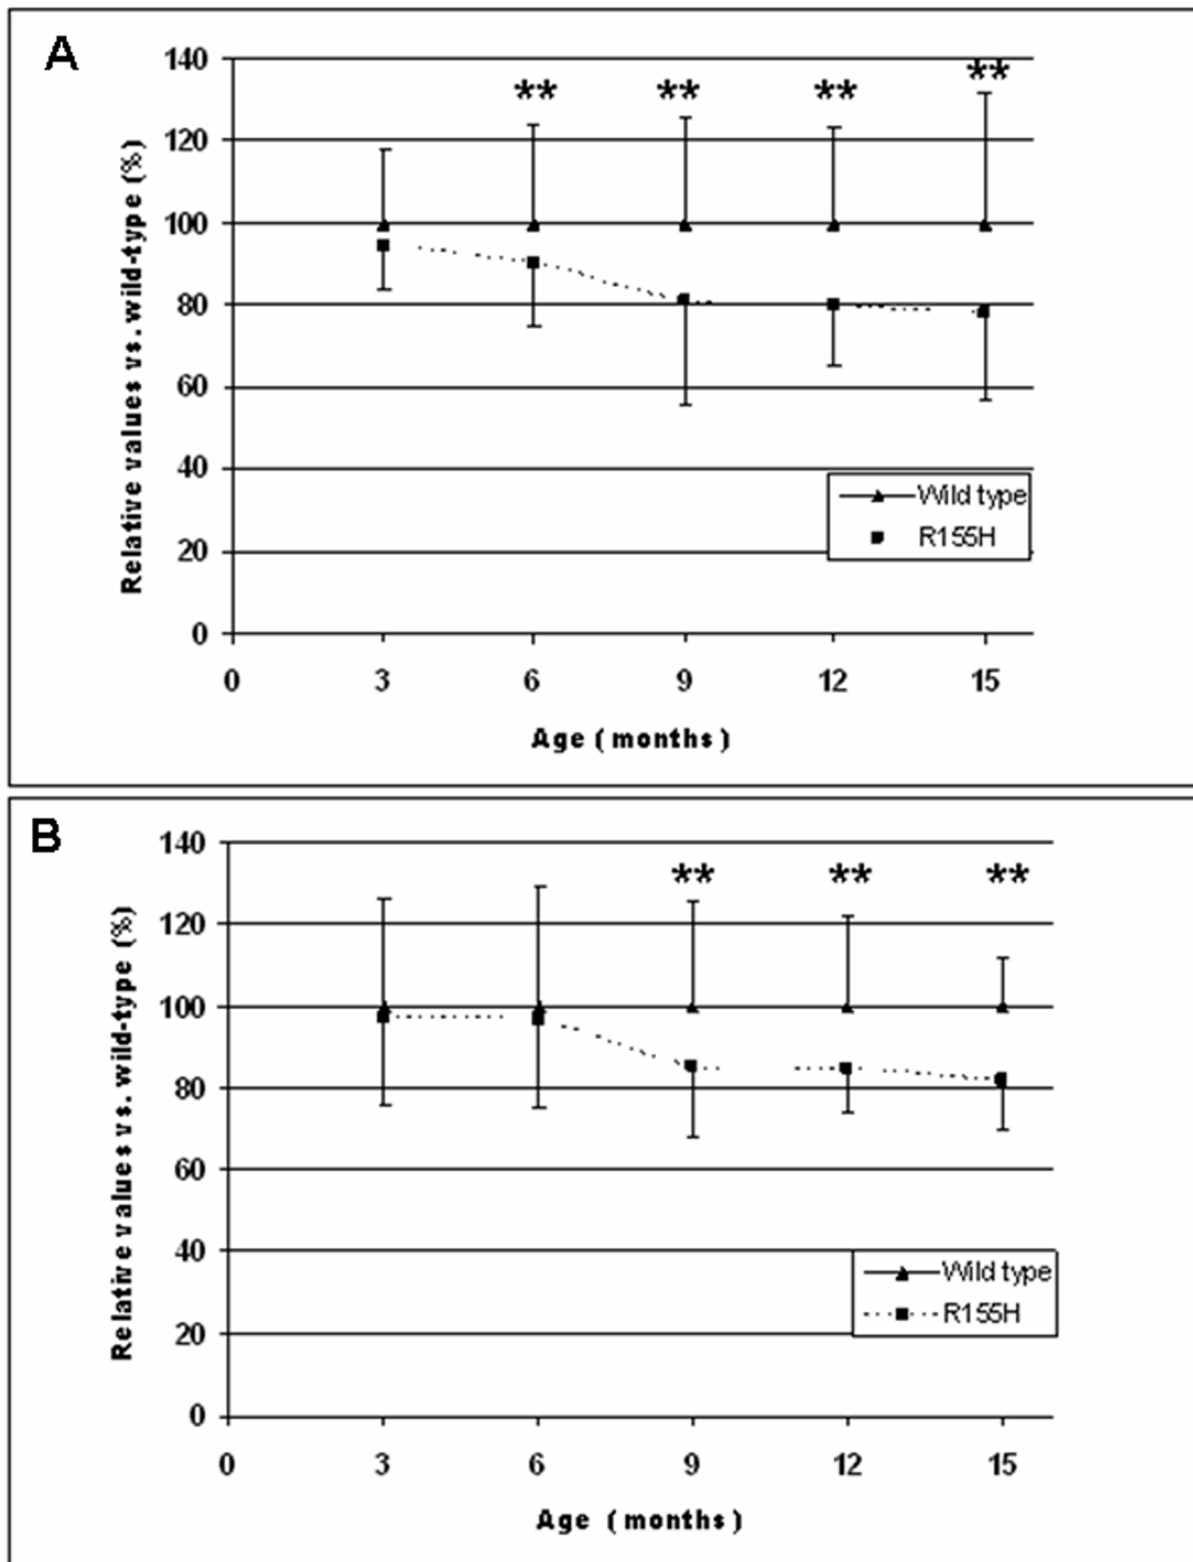 A
Relative values vs. wild-type (%)
140
120
100
80
60
40
20
0
** ** ** **
Wild type
R155H
0 3 6 9 12 15
Age ( months )
B
Relative values vs. wild-type (%)
140
120
100
80
60
40
20
0
** ** **
Wild type
R155H
0 3 6 9 12 15
Age ( months )